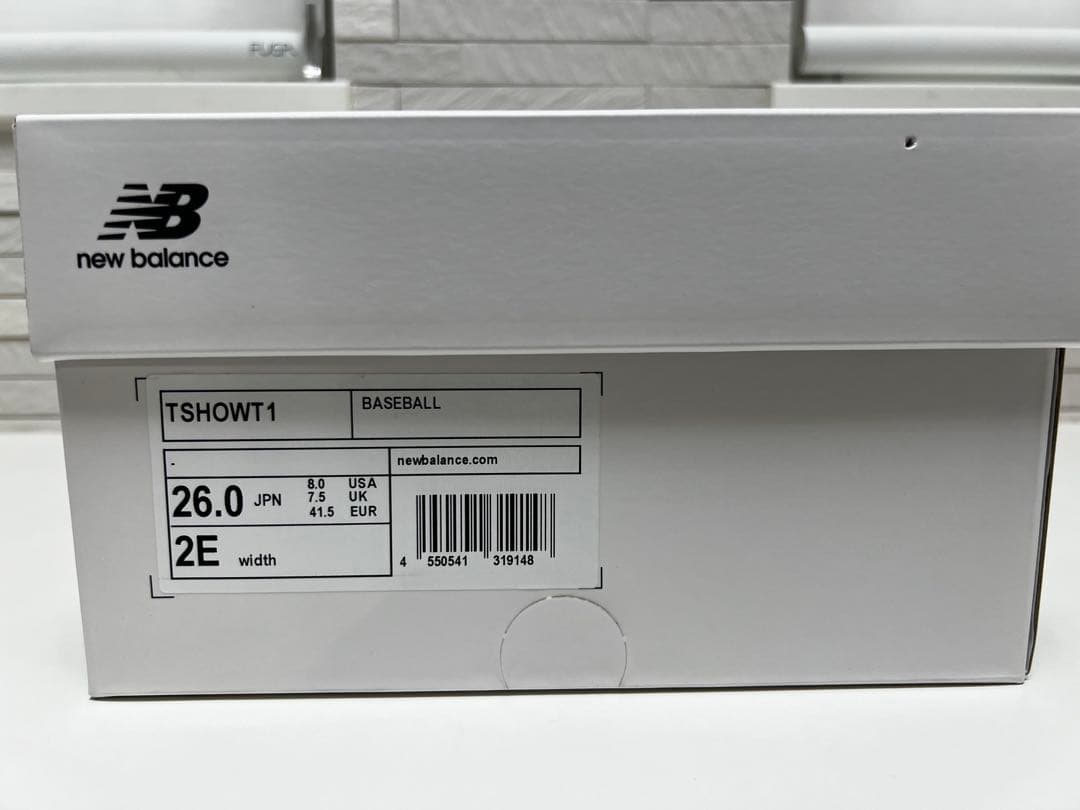 NB
new balance
TSHOWT1
BASEBALL
-
newbalance.com
26.0 JPN
8.0 USA
7.5 UK
41.5 EUR
2E width
4 550541 319148